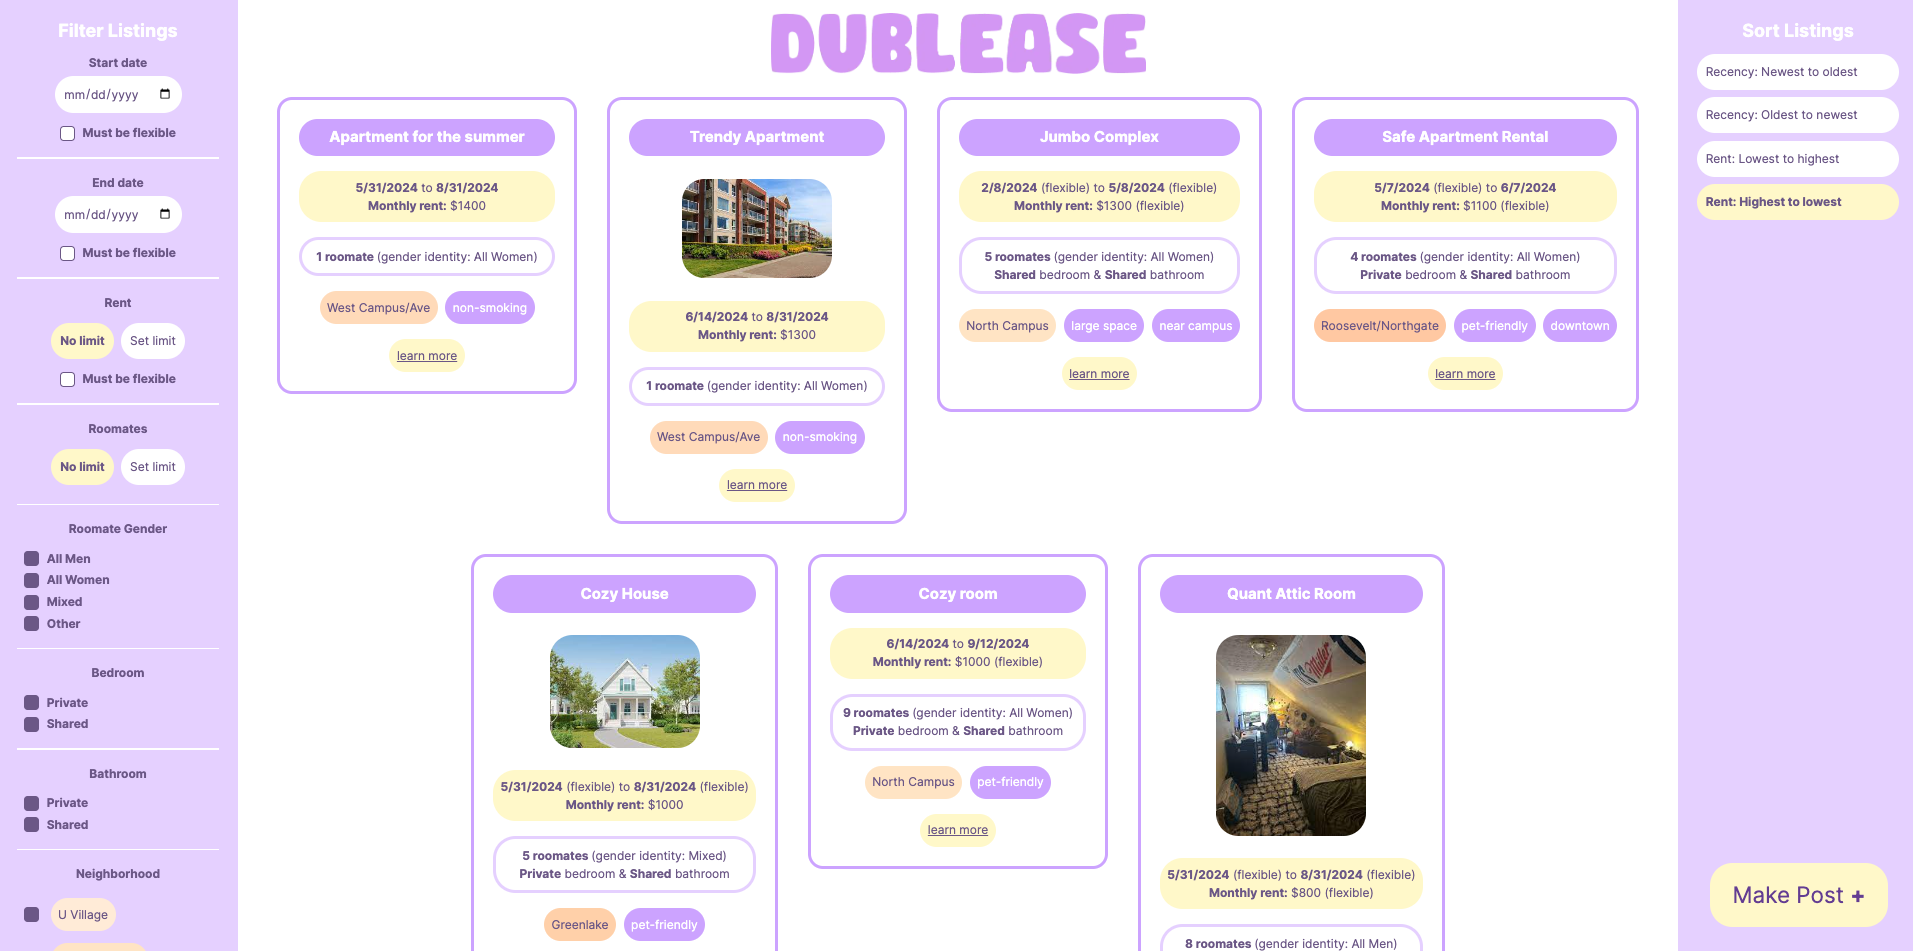 Filter Listings
Start date
mm/dd/yyyy
Must be flexible
End date
mm/dd/yyyy
Must be flexible
Rent
No limit
Set limit
Must be flexible
Roomates
No limit
Set limit
Roomate Gender
All Men
All Women
Mixed
Other
Bedroom
Private
Shared
Bathroom
Private
Shared
Neighborhood
U Village
DUBLEASE
Apartment for the summer
5/31/2024 to 8/31/2024
Monthly rent: $1400
1 roomate (gender identity: All Women)
West Campus/Ave
non-smoking
learn more
Trendy Apartment
6/14/2024 to 8/31/2024
Monthly rent: $1300
1 roomate (gender identity: All Women)
West Campus/Ave
non-smoking
learn more
Jumbo Complex
2/8/2024 (flexible) to 5/8/2024 (flexible)
Monthly rent: $1300 (flexible)
5 roomates (gender identity: All Women)
Shared bedroom & Shared bathroom
North Campus
large space
near campus
learn more
Safe Apartment Rental
5/7/2024 (flexible) to 6/7/2024
Monthly rent: $1100 (flexible)
4 roomates (gender identity: All Women)
Private bedroom & Shared bathroom
Roosevelt/Northgate
pet-friendly
downtown
learn more
Cozy House
5/31/2024 (flexible) to 8/31/2024 (flexible)
Monthly rent: $1000
5 roomates (gender identity: Mixed)
Private bedroom & Shared bathroom
Greenlake
pet-friendly
Cozy room
6/14/2024 to 9/12/2024
Monthly rent: $1000 (flexible)
9 roomates (gender identity: All Women)
Private bedroom & Shared bathroom
North Campus
pet-friendly
learn more
Quant Attic Room
5/31/2024 (flexible) to 8/31/2024 (flexible)
Monthly rent: $800 (flexible)
8 roomates (gender identity: All Men)
Sort Listings
Recency: Newest to oldest
Recency: Oldest to newest
Rent: Lowest to highest
Rent: Highest to lowest
Make Post +